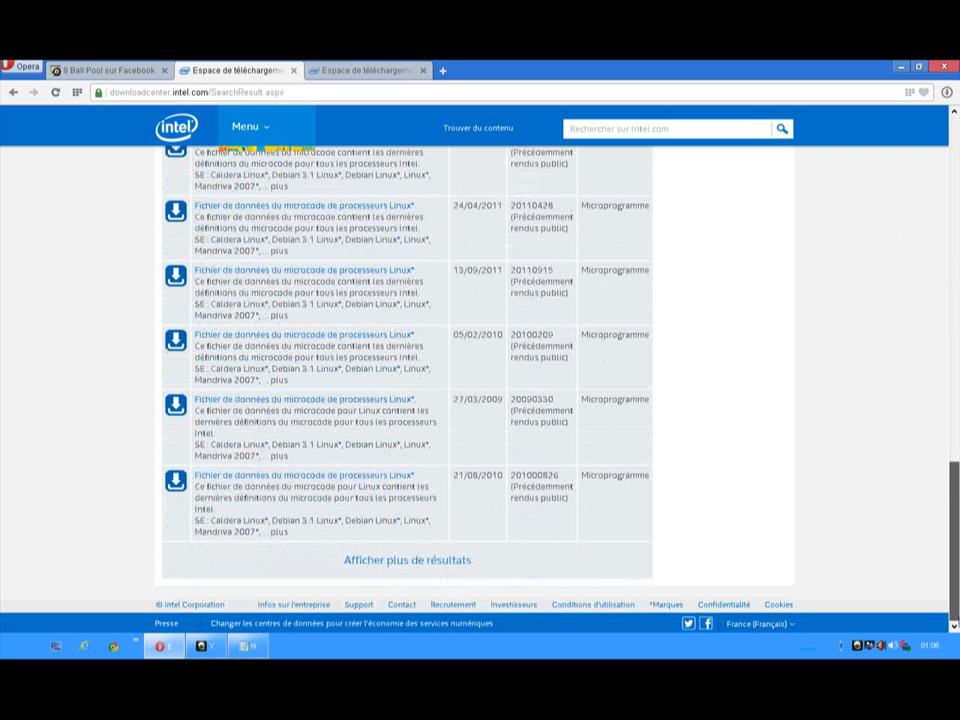 Opera
8 Ball Pool sur Facebook
Espace de téléchargeme
Espace de téléchargeme
downloadcenter.intel.com/SearchResult.aspx
intel
Menu
Trouver du contenu
Rechercher sur Intel.com
Ce fichier de données du microcode contient les dernières
définitions du microcode pour tous les processeurs Intel.
SE : Caldera Linux*, Debian 3.1 Linux*, Debian Linux*, Linux*,
Mandriva 2007*,... plus
(Précédemment
rendus public)
Fichier de données du microcode de processeurs Linux*
Ce fichier de données du microcode contient les dernières
définitions du microcode pour tous les processeurs Intel.
SE : Caldera Linux*, Debian 3.1 Linux*, Debian Linux*, Linux*,
Mandriva 2007*,... plus
24/04/2011
20110428
(Précédemment
rendus public)
Microprogramme
Fichier de données du microcode de processeurs Linux*
Ce fichier de données du microcode contient les dernières
définitions du microcode pour tous les processeurs Intel.
SE : Caldera Linux*, Debian 3.1 Linux*, Debian Linux*, Linux*,
Mandriva 2007*,... plus
13/09/2011
20110915
(Précédemment
rendus public)
Microprogramme
Fichier de données du microcode de processeurs Linux*
Ce fichier de données du microcode contient les dernières
définitions du microcode pour tous les processeurs Intel.
SE : Caldera Linux*, Debian 3.1 Linux*, Debian Linux*, Linux*,
Mandriva 2007*,... plus
05/02/2010
20100209
(Précédemment
rendus public)
Microprogramme
Fichier de données du microcode de processeurs Linux*
Ce fichier de données du microcode pour Linux contient les
dernières définitions du microcode pour tous les processeurs
Intel.
SE : Caldera Linux*, Debian 3.1 Linux*, Debian Linux*, Linux*,
Mandriva 2007*,... plus
27/03/2009
20090330
(Précédemment
rendus public)
Microprogramme
Fichier de données du microcode de processeurs Linux*
Ce fichier de données du microcode pour Linux contient les
dernières définitions du microcode pour tous les processeurs
Intel.
SE : Caldera Linux*, Debian 3.1 Linux*, Debian Linux*, Linux*,
Mandriva 2007*,... plus
21/08/2010
201000826
(Précédemment
rendus public)
Microprogramme
Afficher plus de résultats
© Intel Corporation Infos sur l'entreprise Support Contact Recrutement Investisseurs Conditions d'utilisation *Marques Confidentialité Cookies
Presse Changer les centres de données pour créer l'économie des services numériques France (Français)
E. Y. N. 01:06